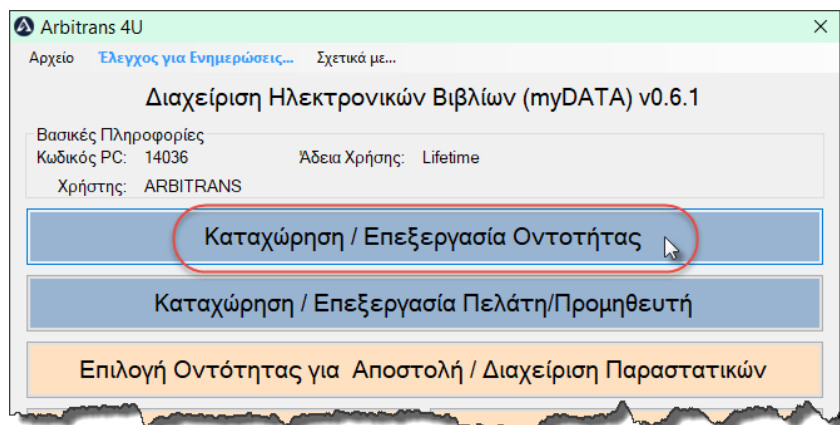 Arbitrans 4U
Αρχείο Έλεγχος για Ενημερώσεις... Σχετικά με...
Διαχείριση Ηλεκτρονικών Βιβλίων (myDATA) v0.6.1
Βασικές Πληροφορίες
Κωδικός PC: 14036 Άδεια Χρήσης: Lifetime
Χρήστης: ARBITRANS
Καταχώρηση / Επεξεργασία Οντοτήτας
Καταχώρηση / Επεξεργασία Πελάτη/Προμηθευτή
Επιλογή Οντότητας για Αποστολή / Διαχείριση Παραστατικών